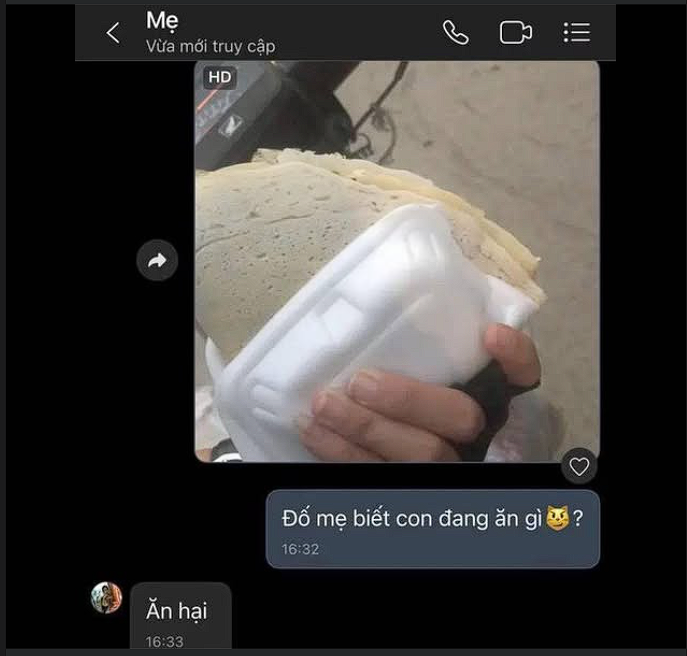 Mẹ
Vừa mới truy cập
HD
Đố mẹ biết con đang ăn gì😼?
16:32
Ăn hại
16:33